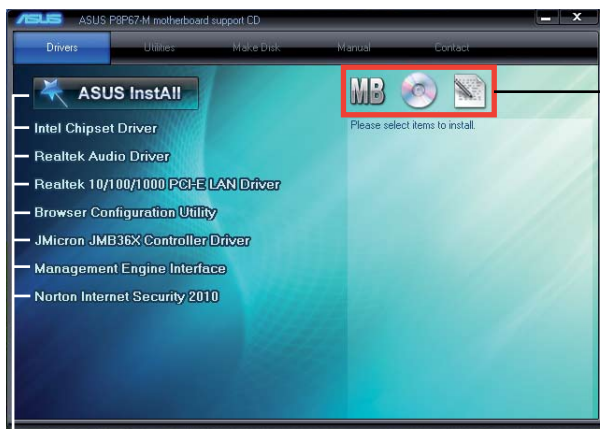 ASUS ASUS P8P67-M motherboard support CD
Drivers Utilities Make Disk Manual Contact
ASUS InstAll MB
Intel Chipset Driver Please select items to install.
Realtek Audio Driver
Realtek 10/100/1000 PCI-E LAN Driver
Browser Configuration Utility
JMicron JMB36X Controller Driver
Management Engine Interface
Norton Internet Security 2010